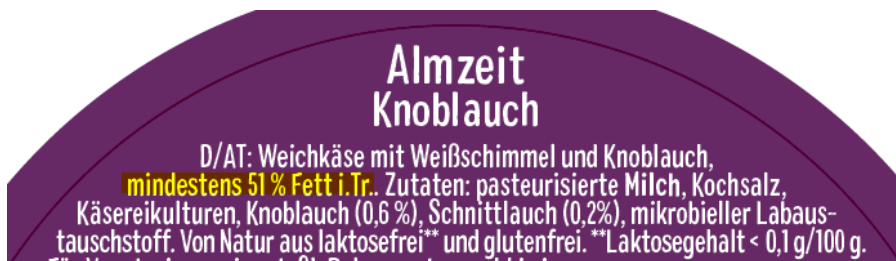 Almzeit
Knoblauch
D/AT: Weichkäse mit Weißschimmel und Knoblauch,
mindestens 51 % Fett i.Tr.. Zutaten: pasteurisierte Milch, Kochsalz,
Käsereikulturen, Knoblauch (0,6 %), Schnittlauch (0,2%), mikrobieller Labaus-
tauschstoff. Von Natur aus laktosefrei** und glutenfrei. **Laktosegehalt < 0,1 g/100 g.